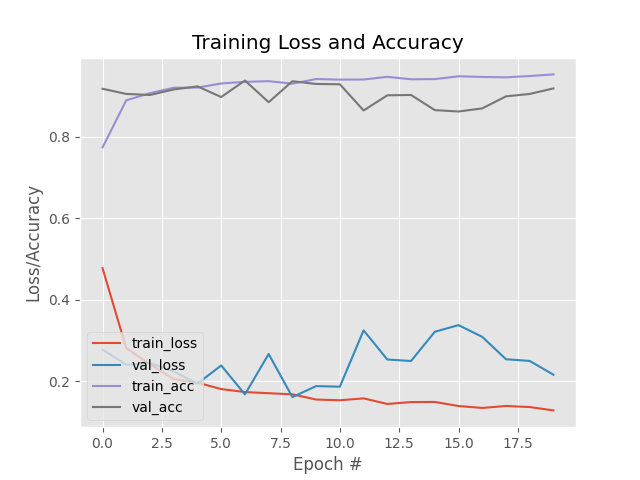 Training Loss and Accuracy
Loss/Accuracy
0.8
0.6
0.4
0.2
train_loss
val_loss
train_acc
val_acc
0.0 2.5 5.0 7.5 10.0 12.5 15.0 17.5
Epoch #